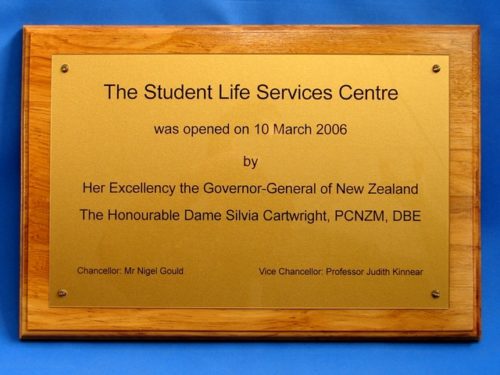 The Student Life Services Centre
was opened on 10 March 2006
by
Her Excellency the Governor-General of New Zealand
The Honourable Dame Silvia Cartwright, PCNZM, DBE
Chancellor: Mr Nigel Gould Vice Chancellor: Professor Judith Kinnear